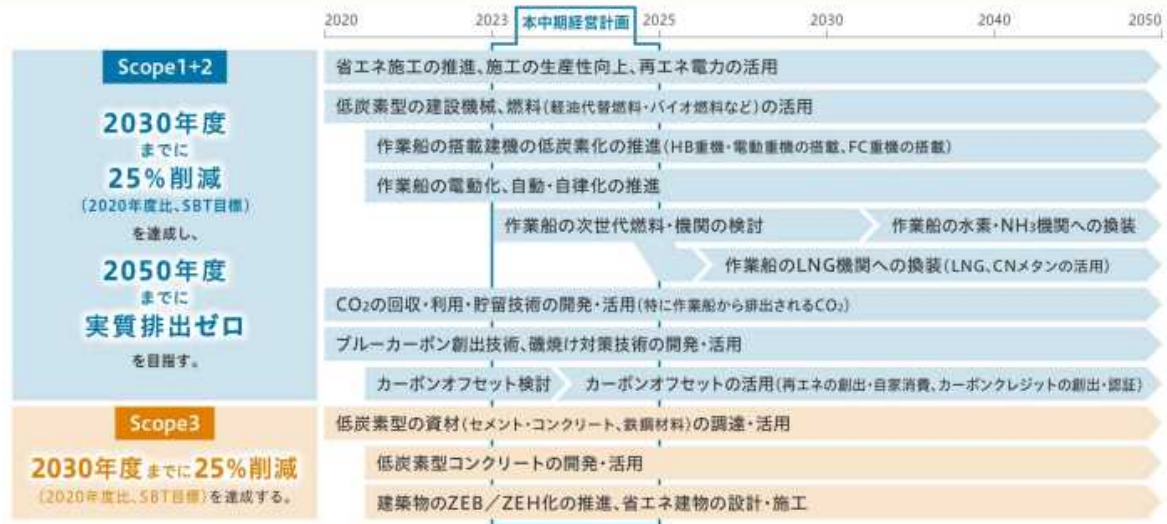 2020 2023 本中期経営計画 2025 2030 2040 2050
Scope1+2
2030年度
までに
25%削減
(2020年度比、SBT目標)
を達成し、
2050年度
までに
実質排出ゼロ
を目指す。
省エネ施工の推進、施工の生産性向上、再エネ電力の活用
低炭素型の建設機械、燃料(軽油代替燃料・バイオ燃料など)の活用
作業船の搭載建機の低炭素化の推進(HB重機・電動重機の搭載、FC重機の搭載)
作業船の電動化、自動・自律化の推進
作業船の次世代燃料・機関の検討 作業船の水素・NH₃機関への換装
作業船のLNG機関への換装(LNG、CNメタンの活用)
CO₂の回収・利用・貯留技術の開発・活用(特に作業船から排出されるCO₂)
ブルーカーボン創出技術、磯焼け対策技術の開発・活用
カーボンオフセット検討 カーボンオフセットの活用(再エネの創出・自家消費、カーボンクレジットの創出・認証)
Scope3
2030年度までに25%削減
(2020年度比、SBT目標)を達成する。
低炭素型の資材(セメント・コンクリート、鉄鋼材料)の調達・活用
低炭素型コンクリートの開発・活用
建築物のZEB/ZEH化の推進、省エネ建物の設計・施工